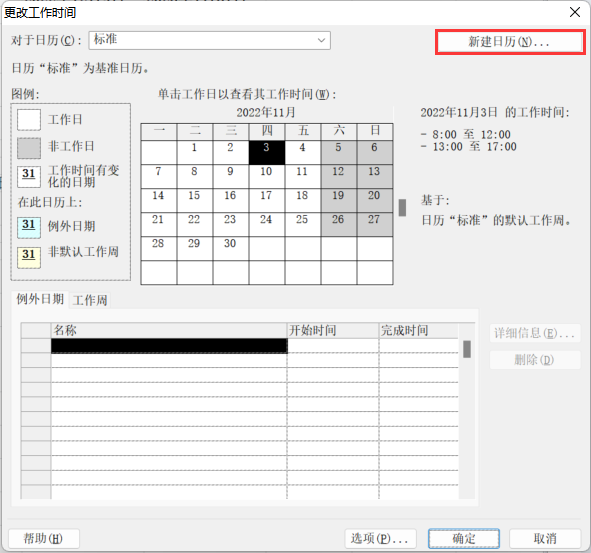 更改工作时间
对于日历(C): 标准
新建日历(N)...
日历“标准”为基准日历。
图例:
工作日
非工作日
31 工作时间有变
化的日期
在此日历上:
31 例外日期
31 非默认工作周
单击工作日以查看其工作时间(W):
2022年11月
一 二 三 四 五 六 日
1 2 3 4 5 6
7 8 9 10 11 12 13
14 15 16 17 18 19 20
21 22 23 24 25 26 27
28 29 30
2022年11月3日 的工作时间:
- 8:00 至 12:00
- 13:00 至 17:00
基于:
日历“标准”的默认工作周。
例外日期 工作周
名称 开始时间 完成时间
详细信息(E)...
删除(D)
帮助(H) 选项(P)... 确定 取消